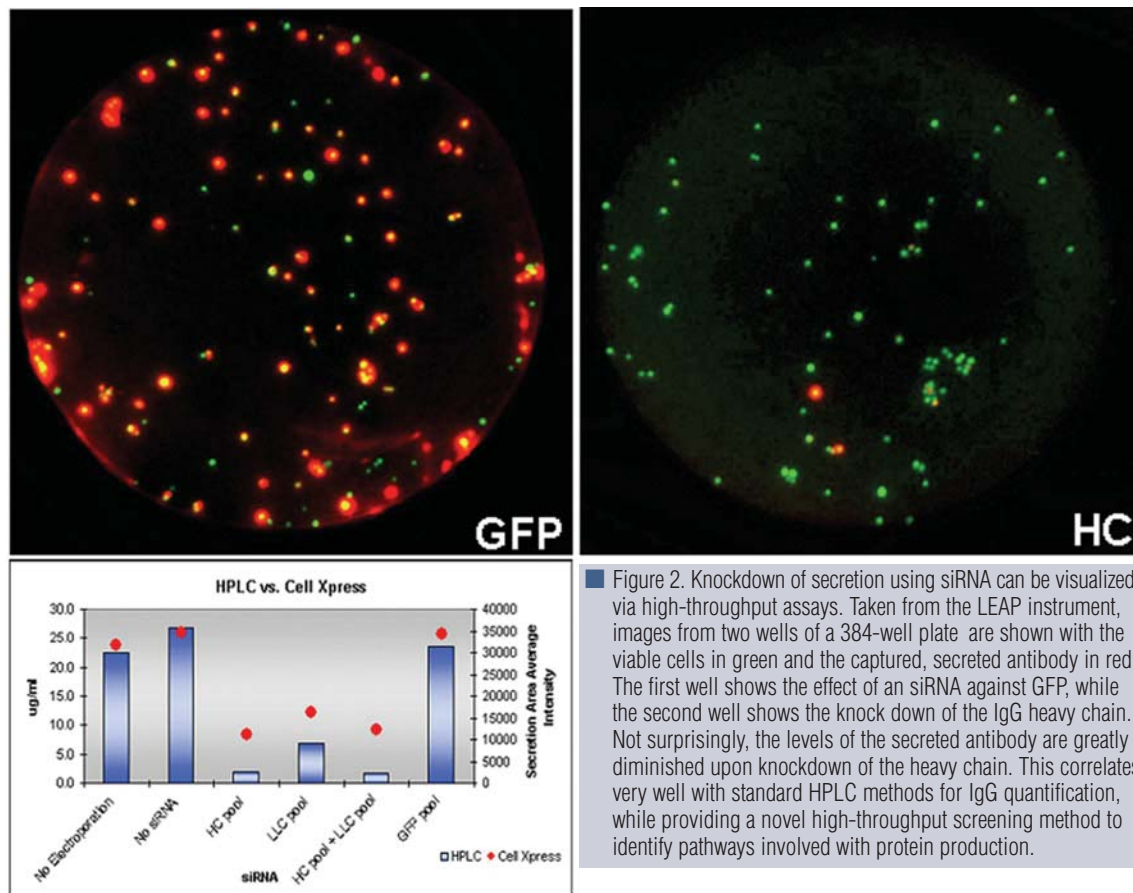 GFP
HC
HPLC vs. Cell Xpress
30.0
25.0
20.0
15.0
10.0
5.0
0.0
ug/ml
40000
35000
30000
25000
20000
15000
10000
5000
0
Secretion Area Average
Intensity
No Electroporation
No siRNA
HC pool
LLC pool
HC pool + LLC pool
GFP pool
siRNA
HPLC
Cell Xpress
Figure 2. Knockdown of secretion using siRNA can be visualized
via high-throughput assays. Taken from the LEAP instrument,
images from two wells of a 384-well plate are shown with the
viable cells in green and the captured, secreted antibody in red
The first well shows the effect of an siRNA against GFP, while
the second well shows the knock down of the IgG heavy chain.
Not surprisingly, the levels of the secreted antibody are greatly
diminished upon knockdown of the heavy chain. This correlates
very well with standard HPLC methods for IgG quantification,
while providing a novel high-throughput screening method to
identify pathways involved with protein production.